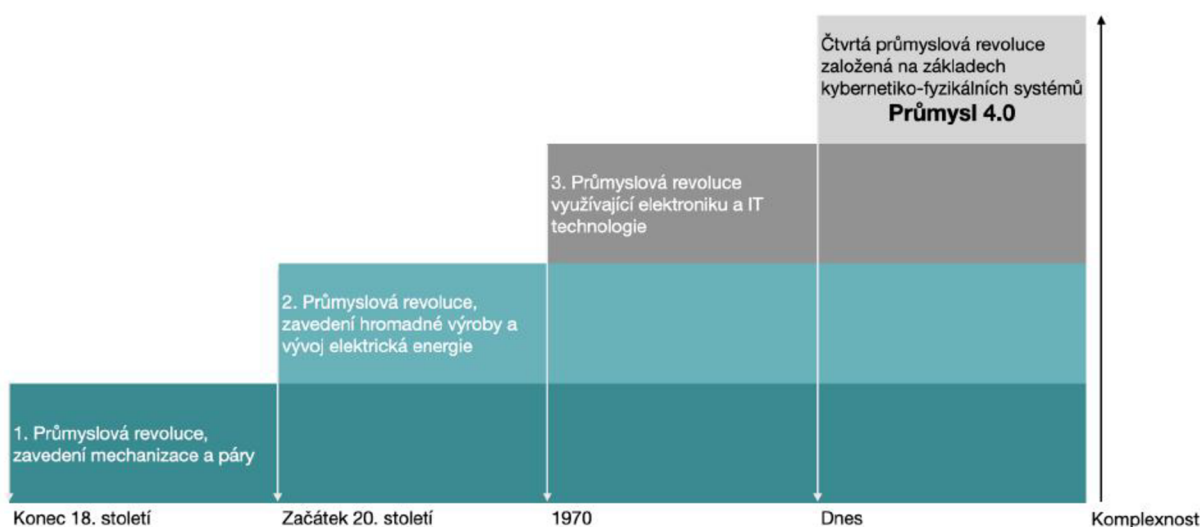 Čtvrtá průmyslová revoluce
založená na základech
kybernetiko-fyzikálních systémů
Průmysl 4.0
3. Průmyslová revoluce
využívající elektroniku a IT
technologie
2. Průmyslová revoluce,
zavedení hromadné výroby a
vývoj elektrická energie
1. Průmyslová revoluce,
zavedení mechanizace a páry
Konec 18. století
Začátek 20. století
1970
Dnes
Komplexnost